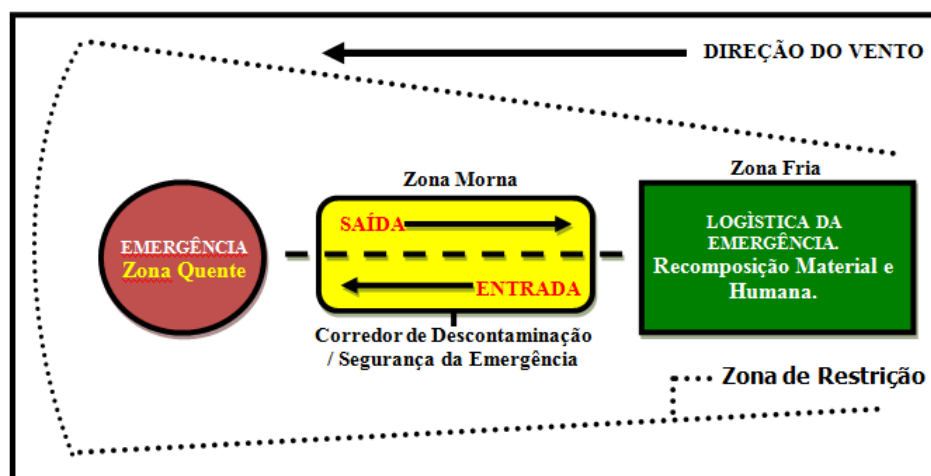 DIREÇÃO DO VENTO
Zona Morna
Zona Fria
SAÍDA
ENTRADA
EMERGÊNCIA
Zona Quente
LOGÌSTICA DA
EMERGÊNCIA.
Recomposição Material e
Humana.
Corredor de Descontaminação
/ Segurança da Emergência
Zona de Restrição